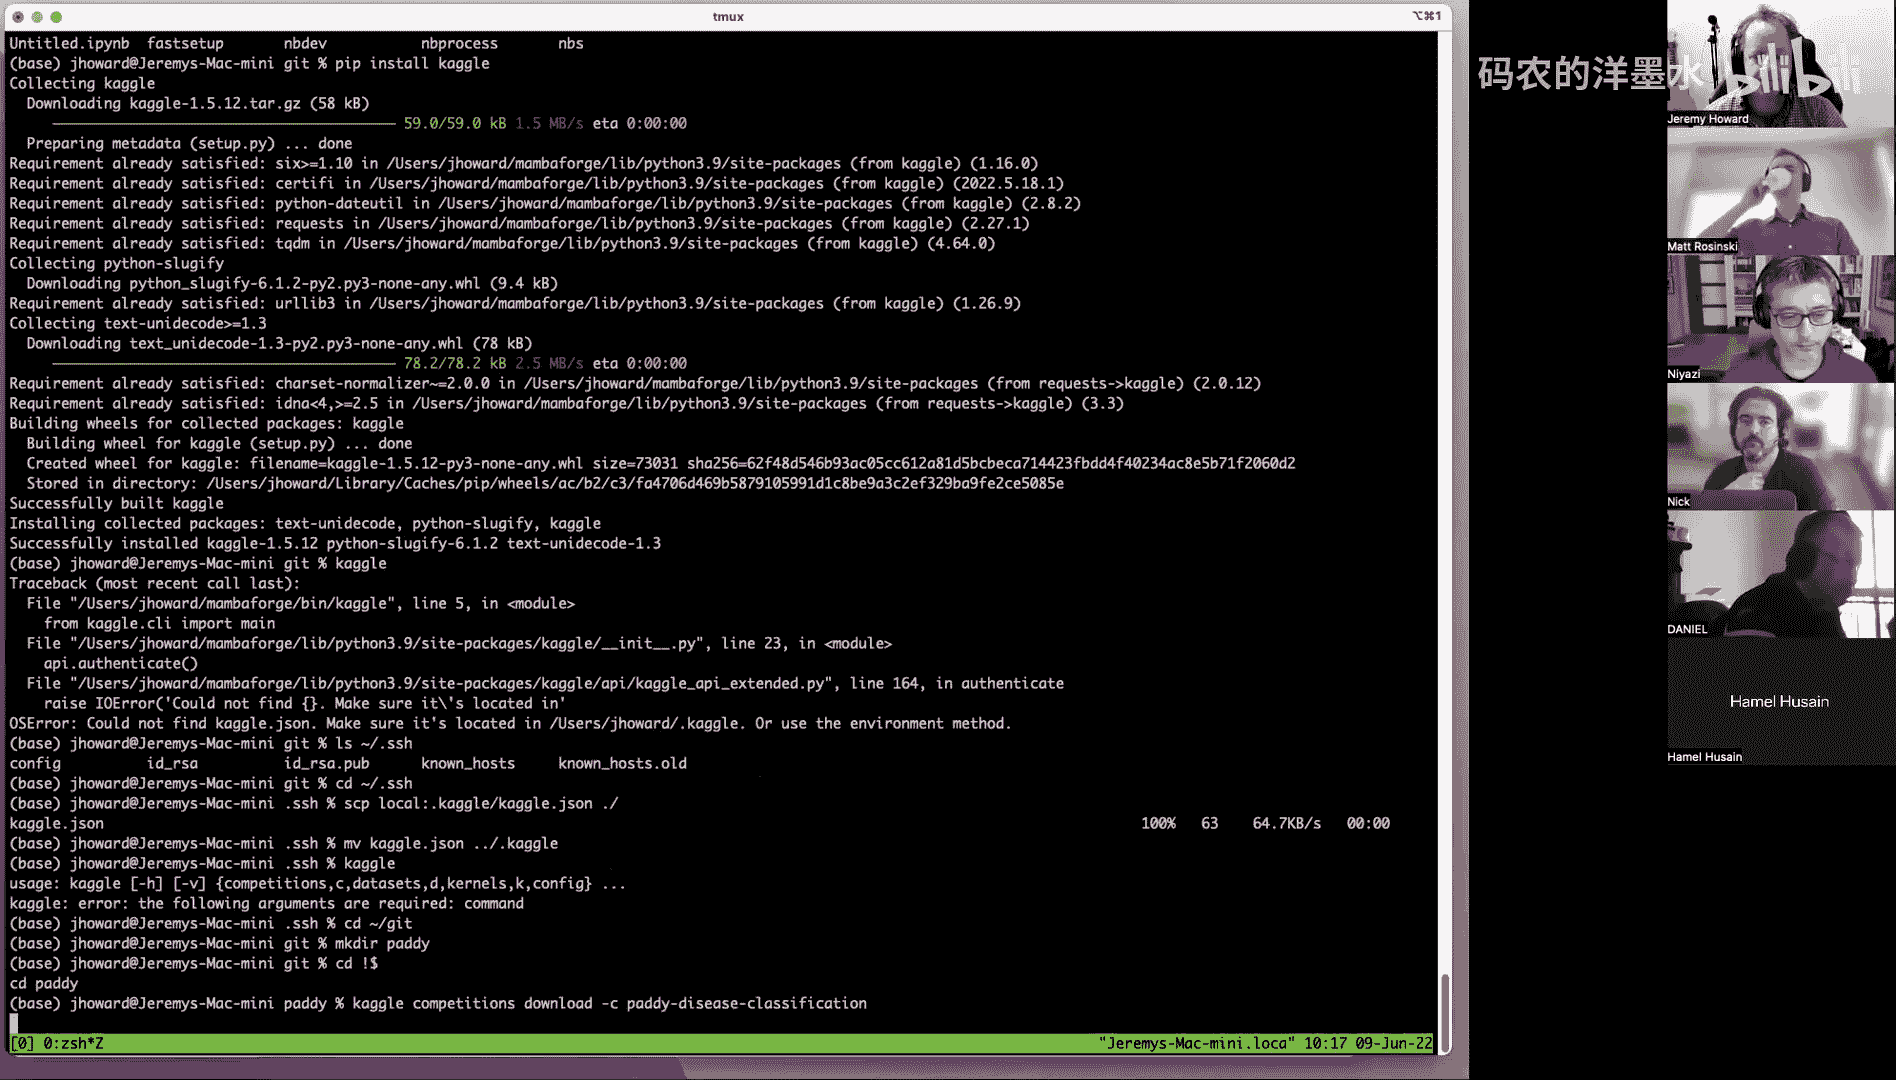 tmux
⌥⌘1
Untitled.ipynb  fastsetup       nbdev           nbprocess       nbs
(base) jhoward@Jeremys-Mac-mini git % pip install kaggle
Collecting kaggle
  Downloading kaggle-1.5.12.tar.gz (58 kB)
59.0/59.0 kB 1.5 MB/s eta 0:00:00
  Preparing metadata (setup.py) ... done
Requirement already satisfied: six>=1.10 in /Users/jhoward/mambaforge/lib/python3.9/site-packages (from kaggle) (1.16.0)
Requirement already satisfied: certifi in /Users/jhoward/mambaforge/lib/python3.9/site-packages (from kaggle) (2022.5.18.1)
Requirement already satisfied: python-dateutil in /Users/jhoward/mambaforge/lib/python3.9/site-packages (from kaggle) (2.8.2)
Requirement already satisfied: requests in /Users/jhoward/mambaforge/lib/python3.9/site-packages (from kaggle) (2.27.1)
Requirement already satisfied: tqdm in /Users/jhoward/mambaforge/lib/python3.9/site-packages (from kaggle) (4.64.0)
Collecting python-slugify
  Downloading python_slugify-6.1.2-py2.py3-none-any.whl (9.4 kB)
Requirement already satisfied: urllib3 in /Users/jhoward/mambaforge/lib/python3.9/site-packages (from kaggle) (1.26.9)
Collecting text-unidecode>=1.3
  Downloading text_unidecode-1.3-py2.py3-none-any.whl (78 kB)
78.2/78.2 kB 2.5 MB/s eta 0:00:00
Requirement already satisfied: charset-normalizer~=2.0.0 in /Users/jhoward/mambaforge/lib/python3.9/site-packages (from requests->kaggle) (2.0.12)
Requirement already satisfied: idna<4,>=2.5 in /Users/jhoward/mambaforge/lib/python3.9/site-packages (from requests->kaggle) (3.3)
Building wheels for collected packages: kaggle
  Building wheel for kaggle (setup.py) ... done
  Created wheel for kaggle: filename=kaggle-1.5.12-py3-none-any.whl size=73031 sha256=62f48d546b93ac05cc612a81d5bcbeca714423fbdd4f40234ac8e5b71f2060d2
  Stored in directory: /Users/jhoward/Library/Caches/pip/wheels/ac/b2/c3/fa4706d469b5879105991d1c8be9a3c2ef329ba9fe2ce5085e
Successfully built kaggle
Installing collected packages: text-unidecode, python-slugify, kaggle
Successfully installed kaggle-1.5.12 python-slugify-6.1.2 text-unidecode-1.3
(base) jhoward@Jeremys-Mac-mini git % kaggle
Traceback (most recent call last):
  File "/Users/jhoward/mambaforge/bin/kaggle", line 5, in <module>
    from kaggle.cli import main
  File "/Users/jhoward/mambaforge/lib/python3.9/site-packages/kaggle/__init__.py", line 23, in <module>
    api.authenticate()
  File "/Users/jhoward/mambaforge/lib/python3.9/site-packages/kaggle/api/kaggle_api_extended.py", line 164, in authenticate
    raise IOError('Could not find {}. Make sure it\'s located in'
OSError: Could not find kaggle.json. Make sure it's located in /Users/jhoward/.kaggle. Or use the environment method.
(base) jhoward@Jeremys-Mac-mini git % ls ~/.ssh
config          id_rsa          id_rsa.pub      known_hosts     known_hosts.old
(base) jhoward@Jeremys-Mac-mini git % cd ~/.ssh
(base) jhoward@Jeremys-Mac-mini .ssh % scp local:.kaggle/kaggle.json ./
kaggle.json    100%   63    64.7KB/s   00:00
(base) jhoward@Jeremys-Mac-mini .ssh % mv kaggle.json ../.kaggle
(base) jhoward@Jeremys-Mac-mini .ssh % kaggle
usage: kaggle [-h] [-v] {competitions,c,datasets,d,kernels,k,config} ...
kaggle: error: the following arguments are required: command
(base) jhoward@Jeremys-Mac-mini .ssh % cd ~/git
(base) jhoward@Jeremys-Mac-mini git % mkdir paddy
(base) jhoward@Jeremys-Mac-mini git % cd !$
cd paddy
(base) jhoward@Jeremys-Mac-mini paddy % kaggle competitions download -c paddy-disease-classification
[0] 0:zsh*Z    "Jeremys-Mac-mini.loca" 10:17 09-Jun-22
码农的洋墨水 bilibili
Jeremy Howard
Matt Rosinski
Niyazi
Nick
DANIEL
Hamel Husain
Hamel Husain